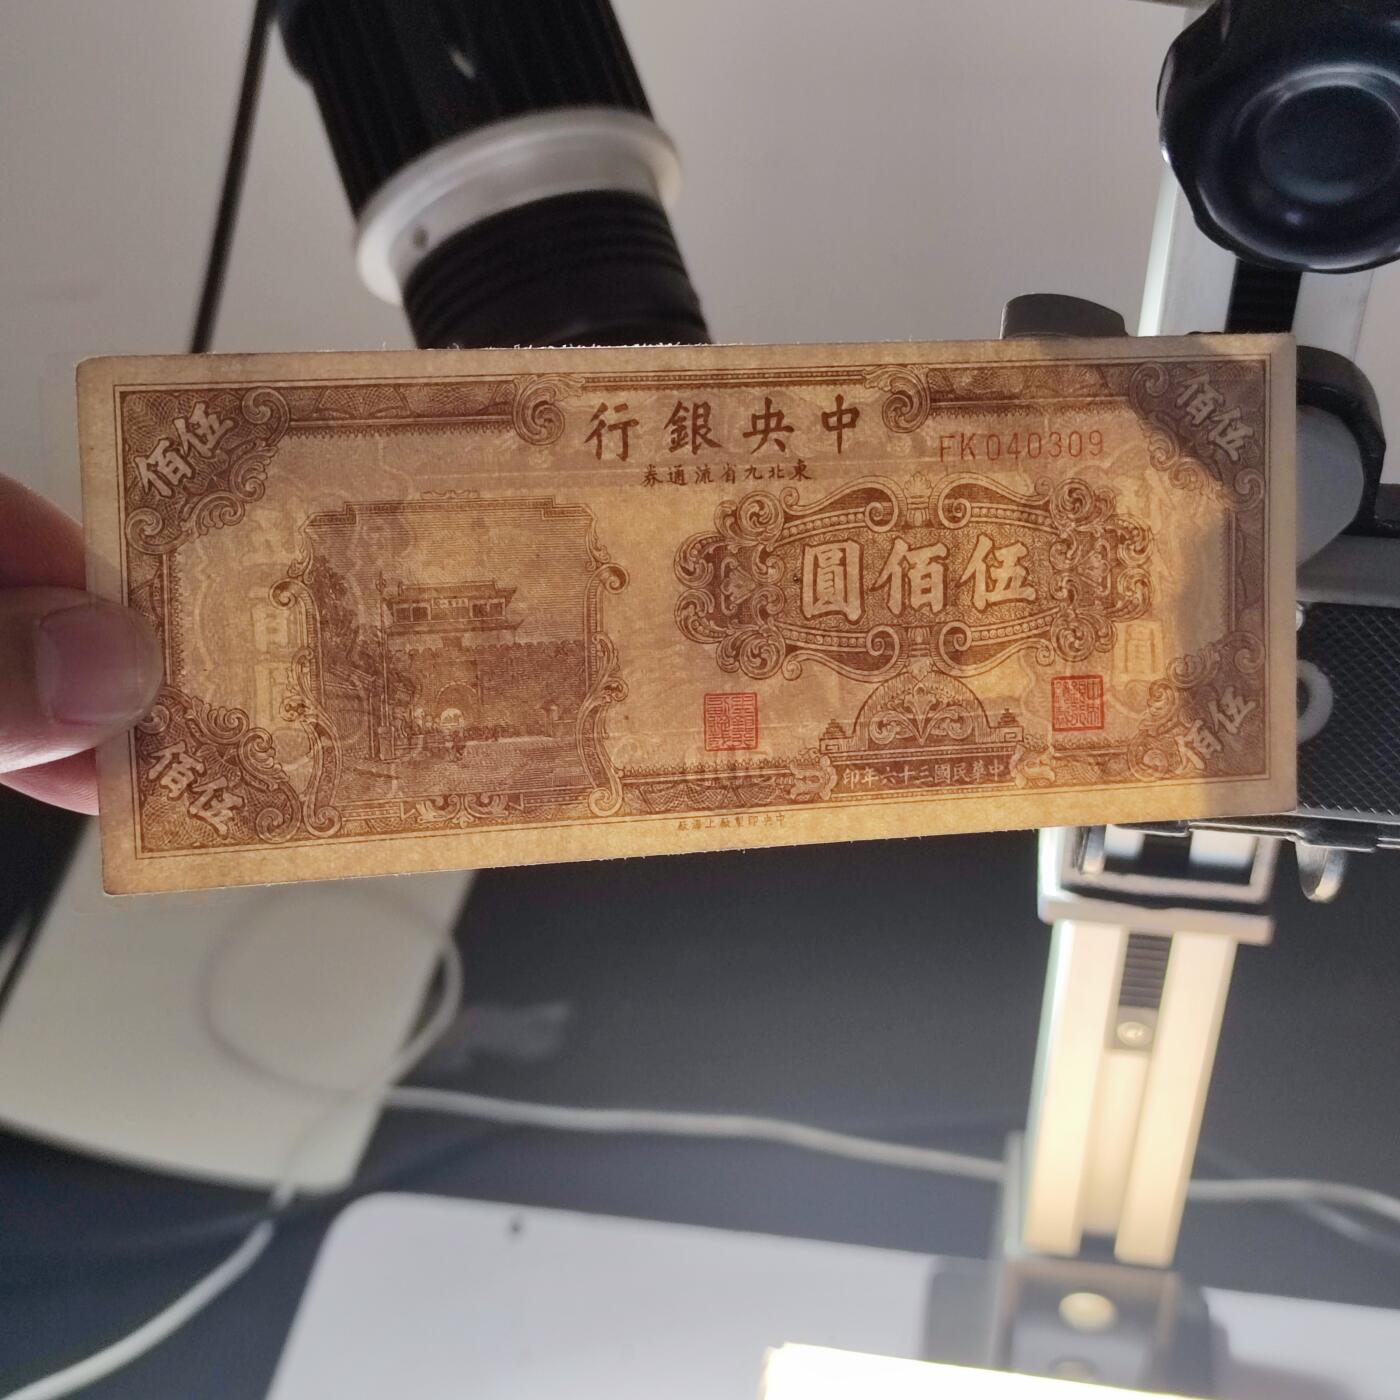 中央銀行
FK040309
東北九省流通券
伍佰
伍佰
伍佰圓
伍佰
伍佰
中華民國三十六年印
中央印製廠上海廠